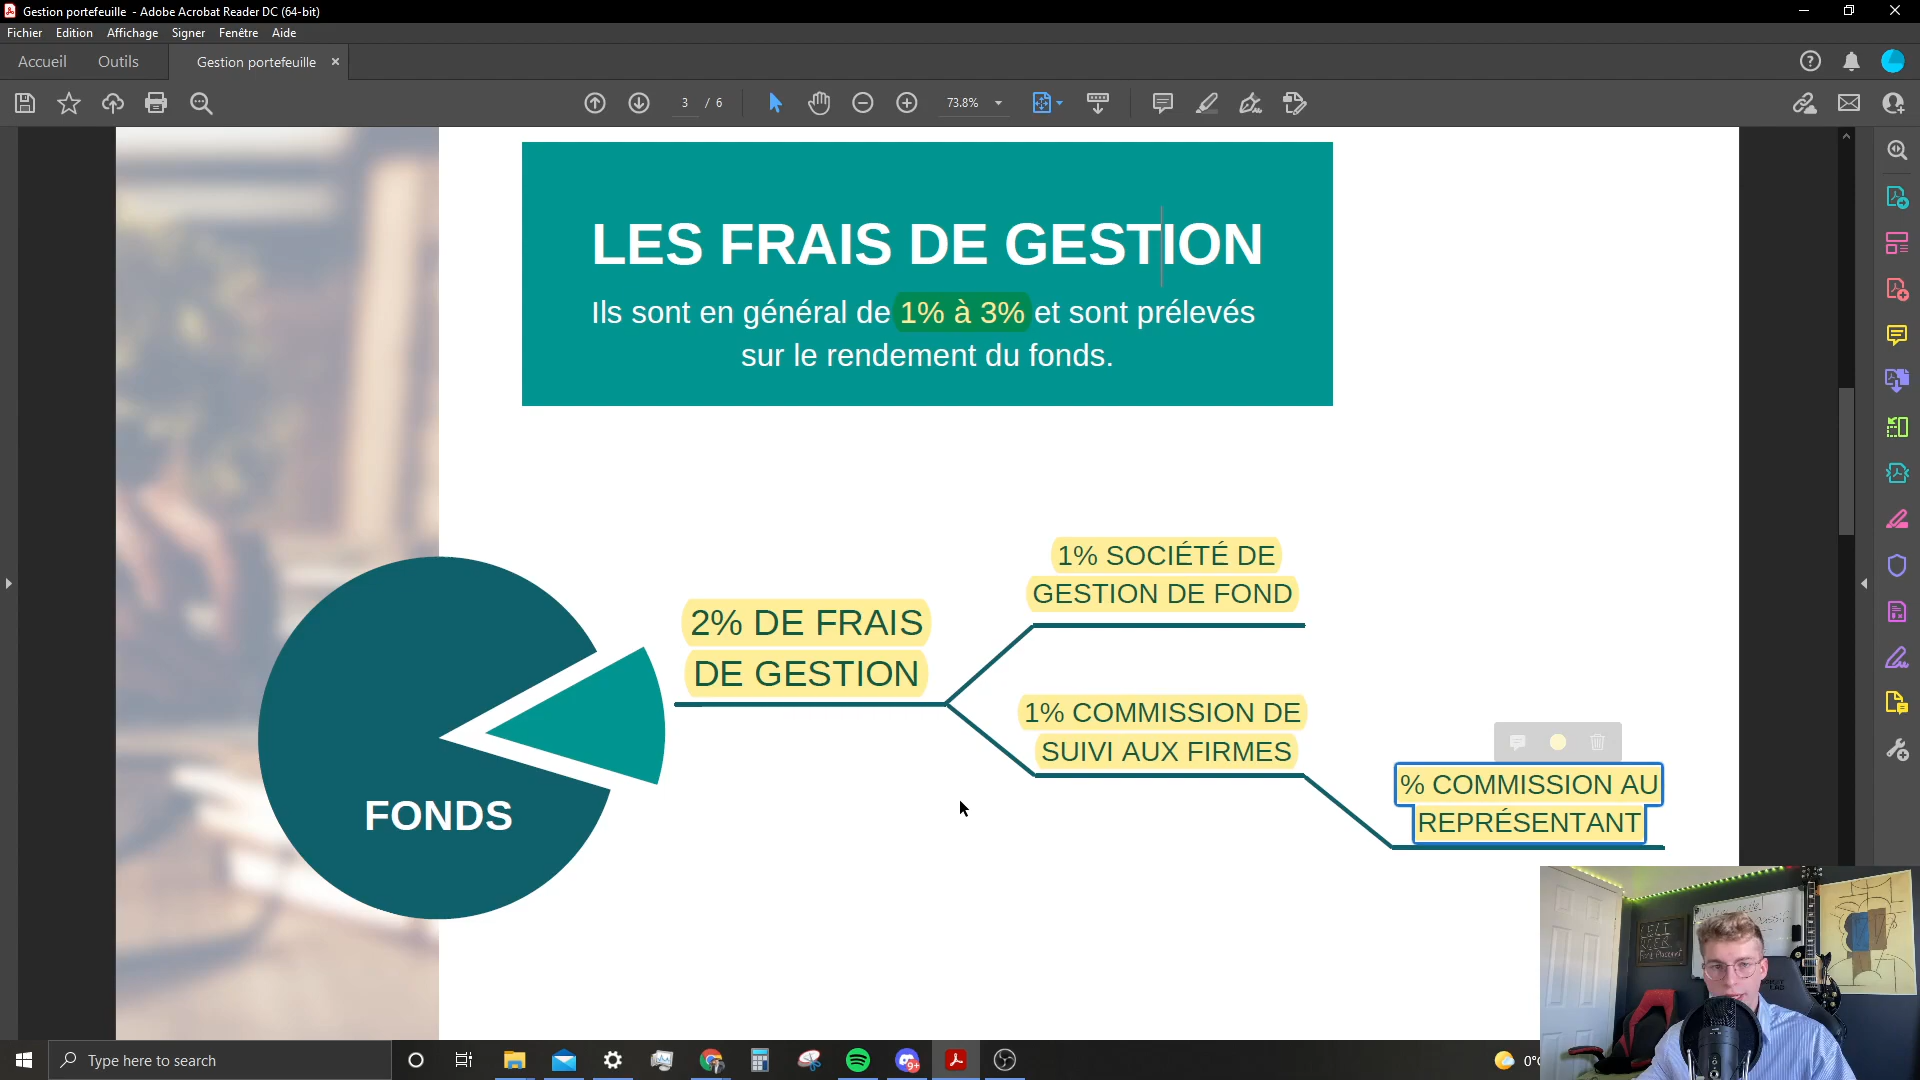 Gestion portefeuille - Adobe Acrobat Reader DC (64-bit)
Fichier Edition Affichage Signer Fenêtre Aide
Accueil Outils Gestion portefeuille
3 / 6 73.8%
LES FRAIS DE GESTION
Ils sont en général de 1% à 3% et sont prélevés
sur le rendement du fonds.
1% SOCIÉTÉ DE
GESTION DE FOND
2% DE FRAIS
DE GESTION
1% COMMISSION DE
SUIVI AUX FIRMES
% COMMISSION AU
REPRÉSENTANT
FONDS
Type here to search
9+
0°